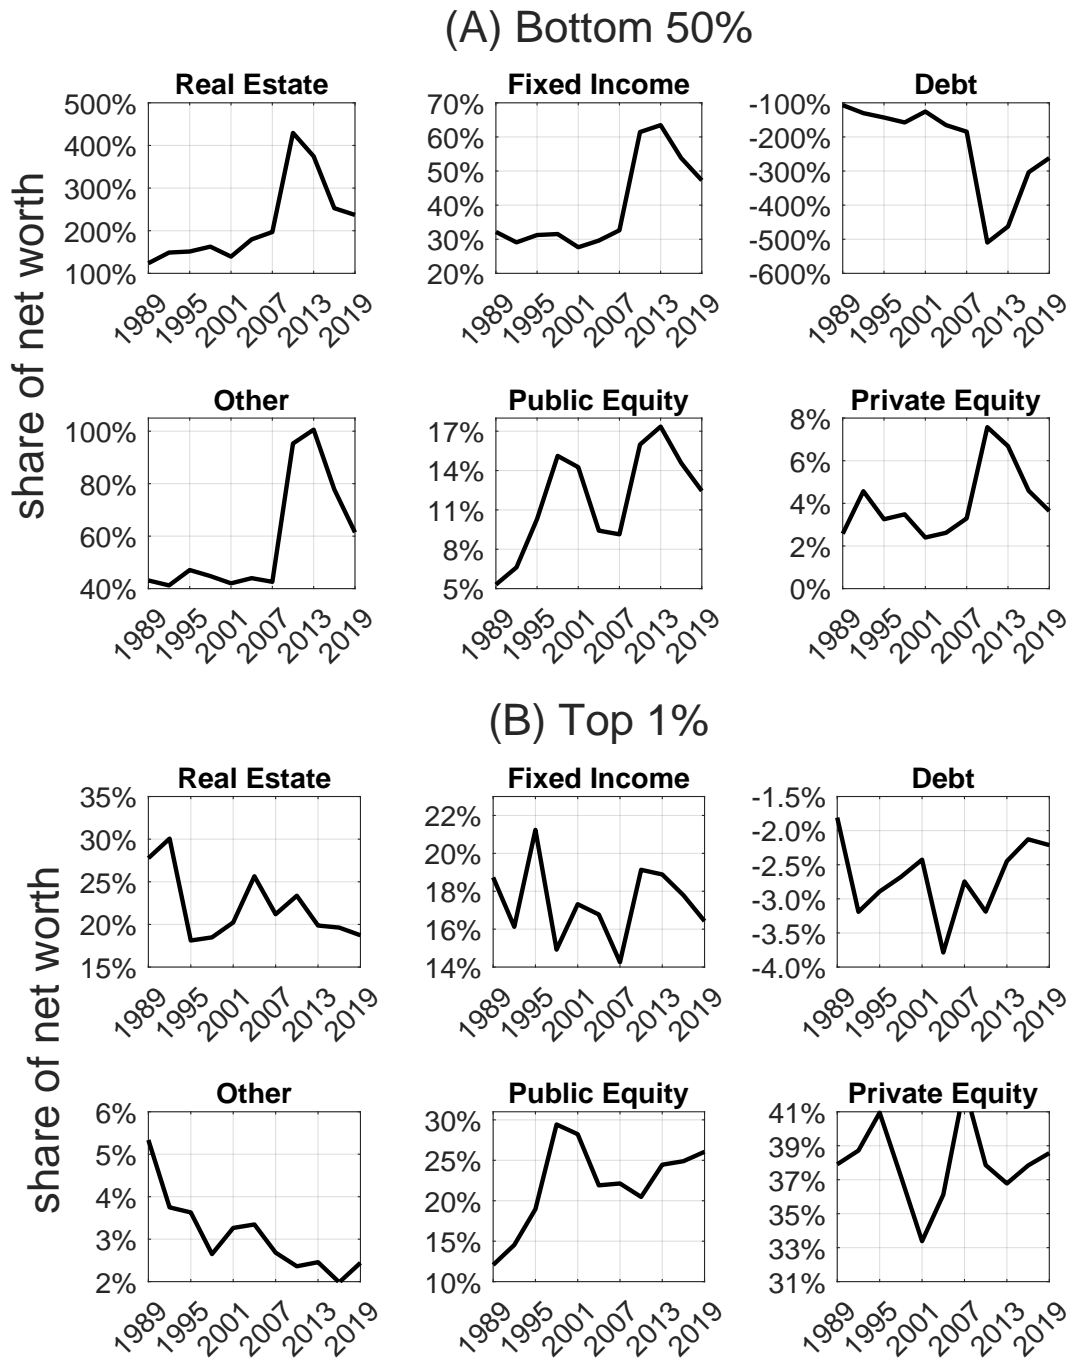 (A) Bottom 50%
share of net worth
Real Estate
500%
400%
300%
200%
100%
1989 1995 2001 2007 2013 2019
Fixed Income
70%
60%
50%
40%
30%
20%
1989 1995 2001 2007 2013 2019
Debt
-100%
-200%
-300%
-400%
-500%
-600%
1989 1995 2001 2007 2013 2019
Other
100%
80%
60%
40%
1989 1995 2001 2007 2013 2019
Public Equity
17%
14%
11%
8%
5%
1989 1995 2001 2007 2013 2019
Private Equity
8%
6%
4%
2%
0%
1989 1995 2001 2007 2013 2019
(B) Top 1%
share of net worth
Real Estate
35%
30%
25%
20%
15%
1989 1995 2001 2007 2013 2019
Fixed Income
22%
20%
18%
16%
14%
1989 1995 2001 2007 2013 2019
Debt
-1.5%
-2.0%
-2.5%
-3.0%
-3.5%
-4.0%
1989 1995 2001 2007 2013 2019
Other
6%
5%
4%
3%
2%
1989 1995 2001 2007 2013 2019
Public Equity
30%
25%
20%
15%
10%
1989 1995 2001 2007 2013 2019
Private Equity
41%
39%
37%
35%
33%
31%
1989 1995 2001 2007 2013 2019